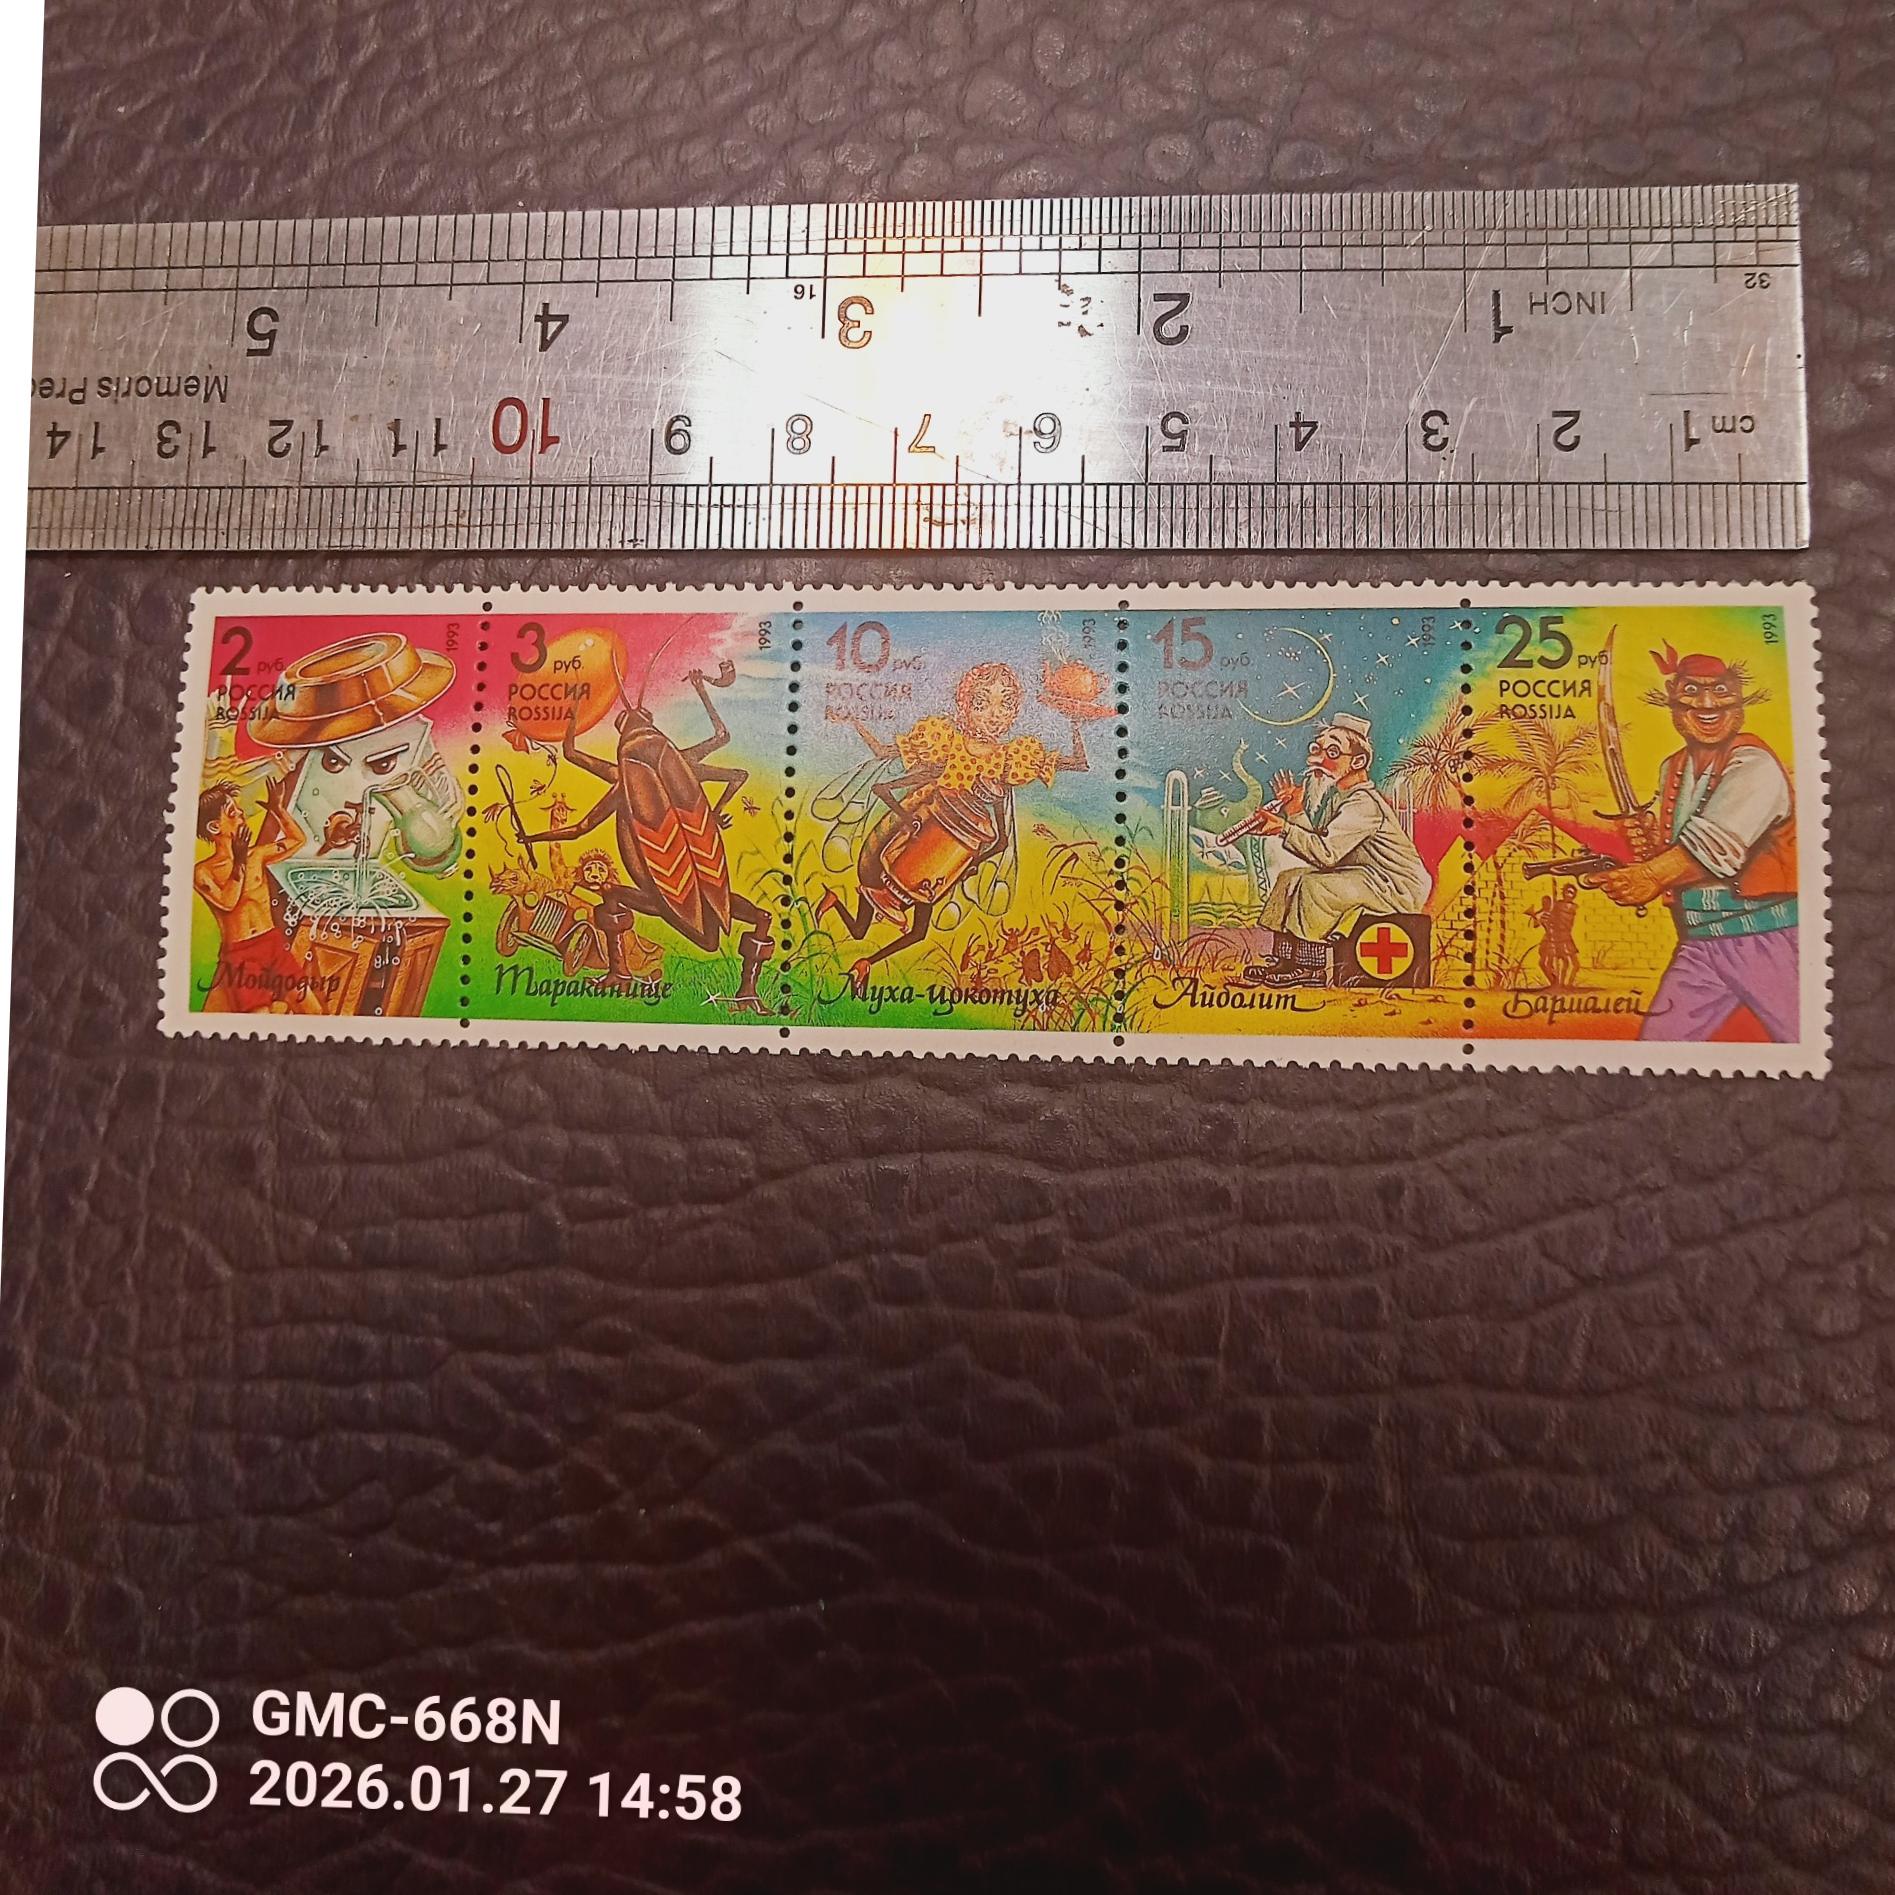 32
INCH 1 2 3 4 5
16
Memoris Prec
cm 1 2 3 4 5 6 7 8 9 10 11 12 13 14
2 руб.
РОССИЯ
ROSSIJA
1993
Мойдодыр
3 руб.
РОССИЯ
ROSSIJA
1993
Тараканище
10 руб.
РОССИЯ
ROSSIJA
1993
Муха-цокотуха
15 руб.
РОССИЯ
ROSSIJA
1993
Айболит
25 руб.
РОССИЯ
ROSSIJA
1993
Бармалей
GMC-668N
2026.01.27 14:58